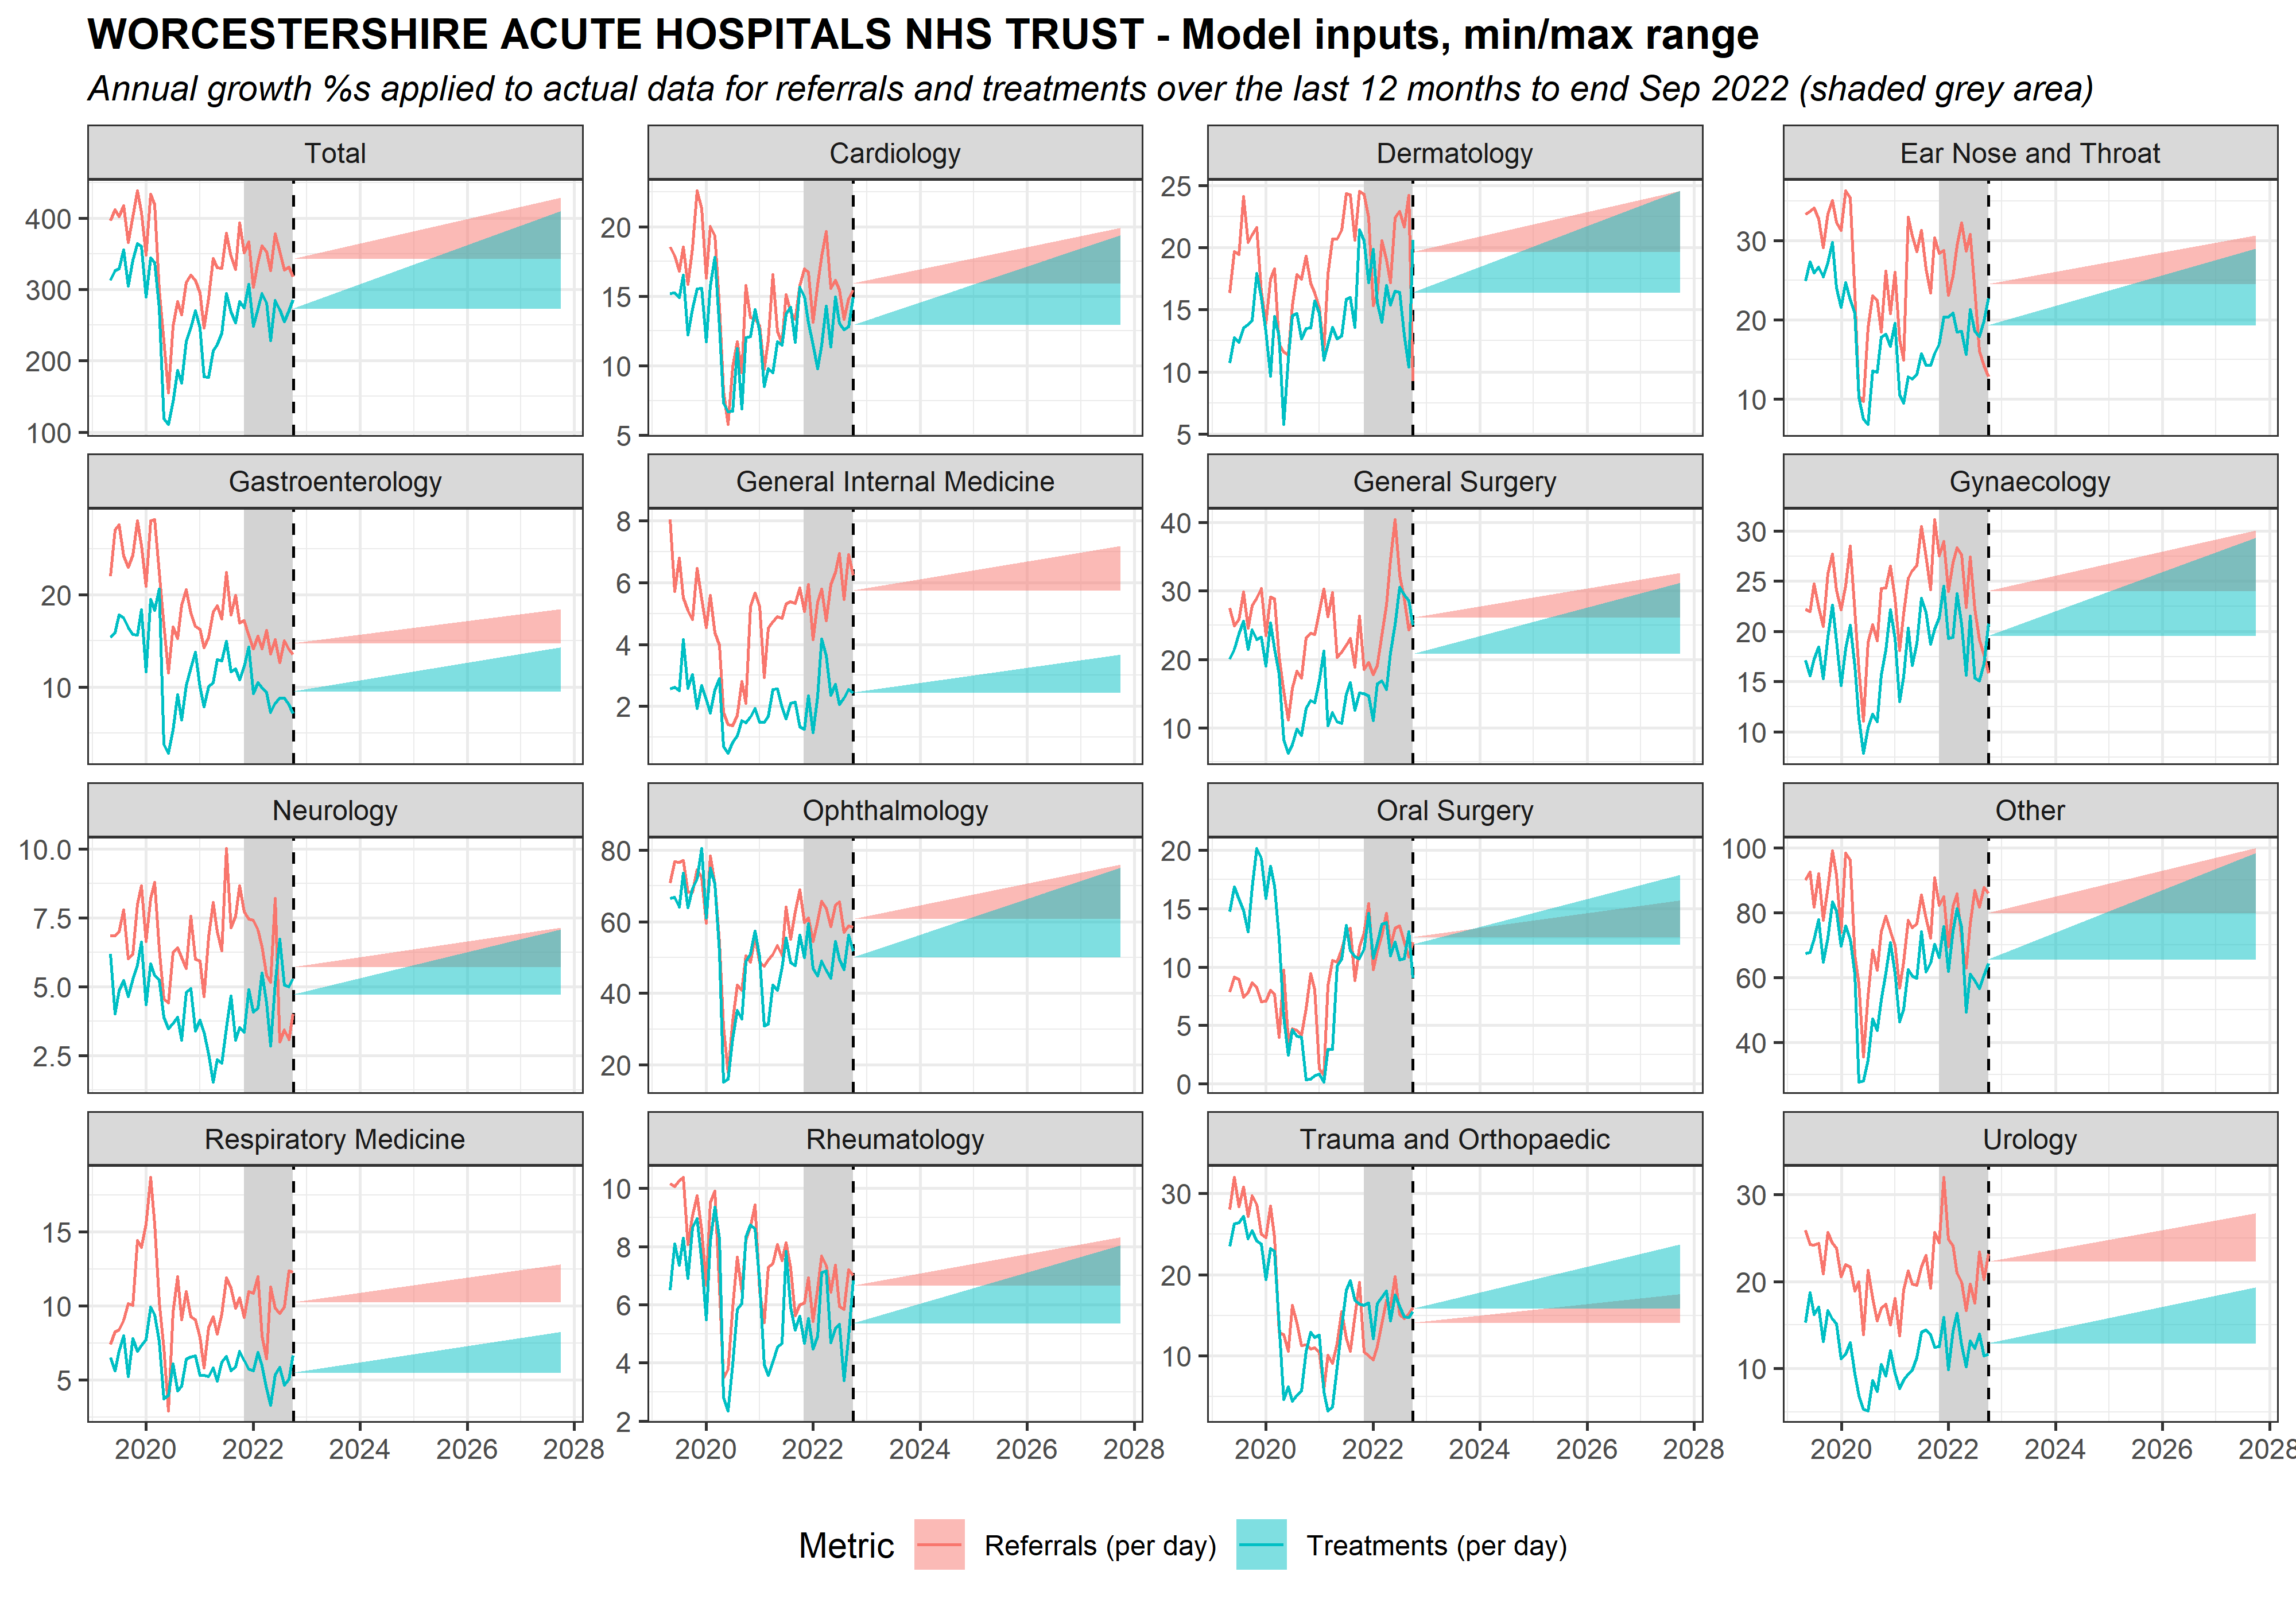 WORCESTERSHIRE ACUTE HOSPITALS NHS TRUST - Model inputs, min/max range
Annual growth %s applied to actual data for referrals and treatments over the last 12 months to end Sep 2022 (shaded grey area)
Total
400
300
200
100
Cardiology
20
15
10
5
Dermatology
25
20
15
10
5
Ear Nose and Throat
30
20
10
Gastroenterology
20
10
General Internal Medicine
8
6
4
2
General Surgery
40
30
20
10
Gynaecology
30
25
20
15
10
Neurology
10.0
7.5
5.0
2.5
Ophthalmology
80
60
40
20
Oral Surgery
20
15
10
5
0
Other
100
80
60
40
Respiratory Medicine
15
10
5
Rheumatology
10
8
6
4
2
Trauma and Orthopaedic
30
20
10
Urology
30
20
10
2020 2022 2024 2026 2028
2020 2022 2024 2026 2028
2020 2022 2024 2026 2028
2020 2022 2024 2026 2028
Metric Referrals (per day) Treatments (per day)